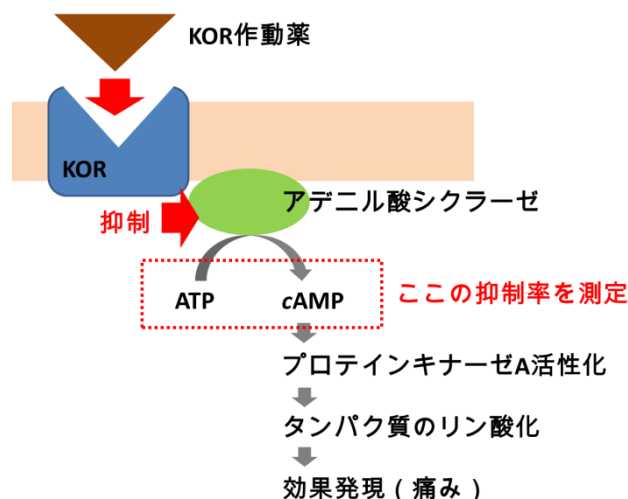 KOR作動薬
KOR
アデニル酸シクラーゼ
抑制
ATP
cAMP
ここの抑制率を測定
プロテインキナーゼA活性化
タンパク質のリン酸化
効果発現（痛み）